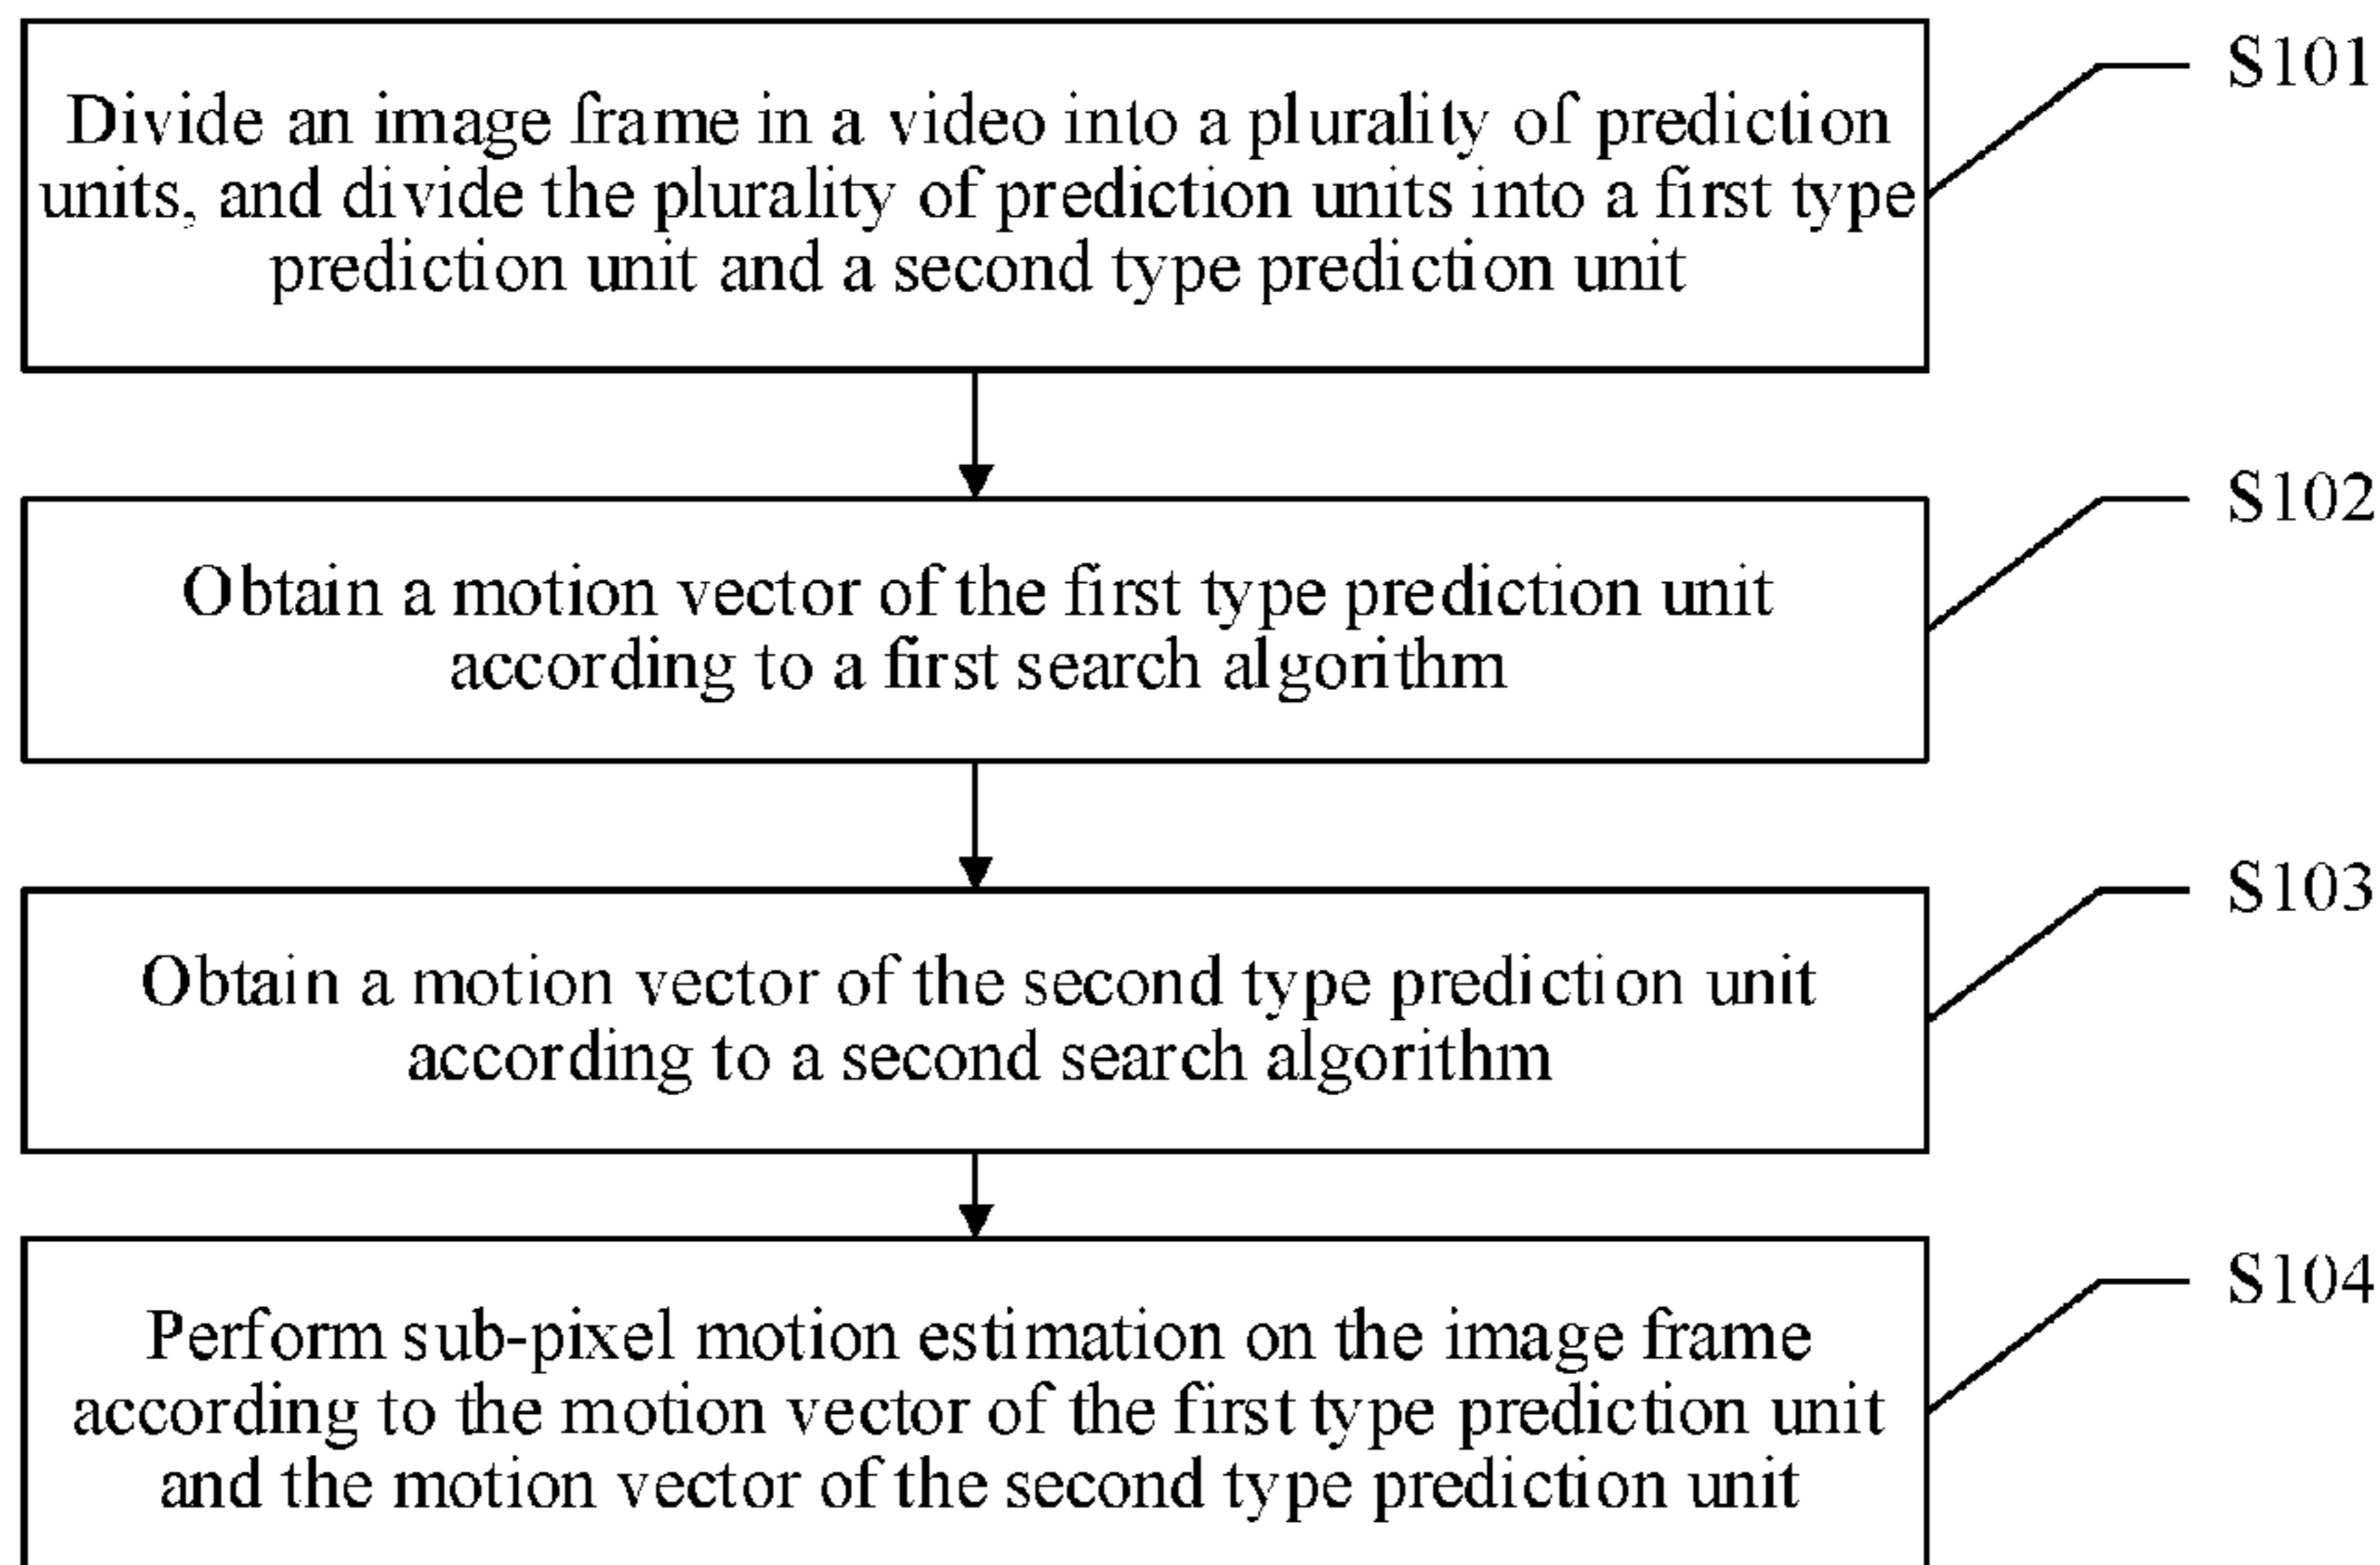 S101
Divide an image frame in a video into a plurality of prediction
units, and divide the plurality of prediction units into a first type
prediction unit and a second type prediction unit
S102
Obtain a motion vector of the first type prediction unit
according to a first search algorithm
S103
Obtain a motion vector of the second type prediction unit
according to a second search algorithm
S104
Perform sub-pixel motion estimation on the image frame
according to the motion vector of the first type prediction unit
and the motion vector of the second type prediction unit